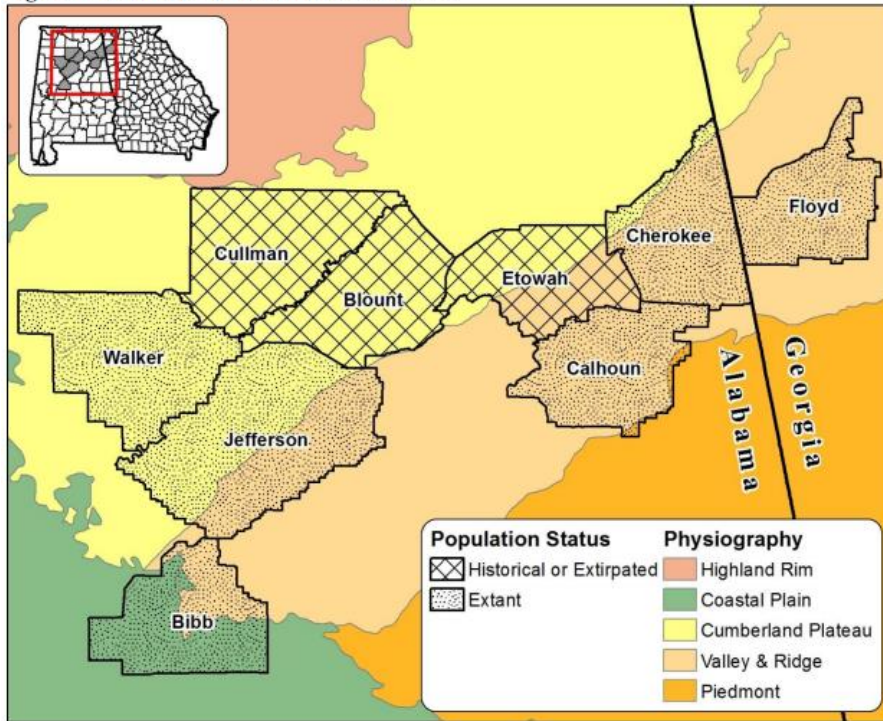 Cullman
Blount
Etowah
Cherokee
Floyd
Walker
Calhoun
Jefferson
Bibb
Alabama
Georgia
Population Status
Historical or Extirpated
Extant
Physiography
Highland Rim
Coastal Plain
Cumberland Plateau
Valley & Ridge
Piedmont